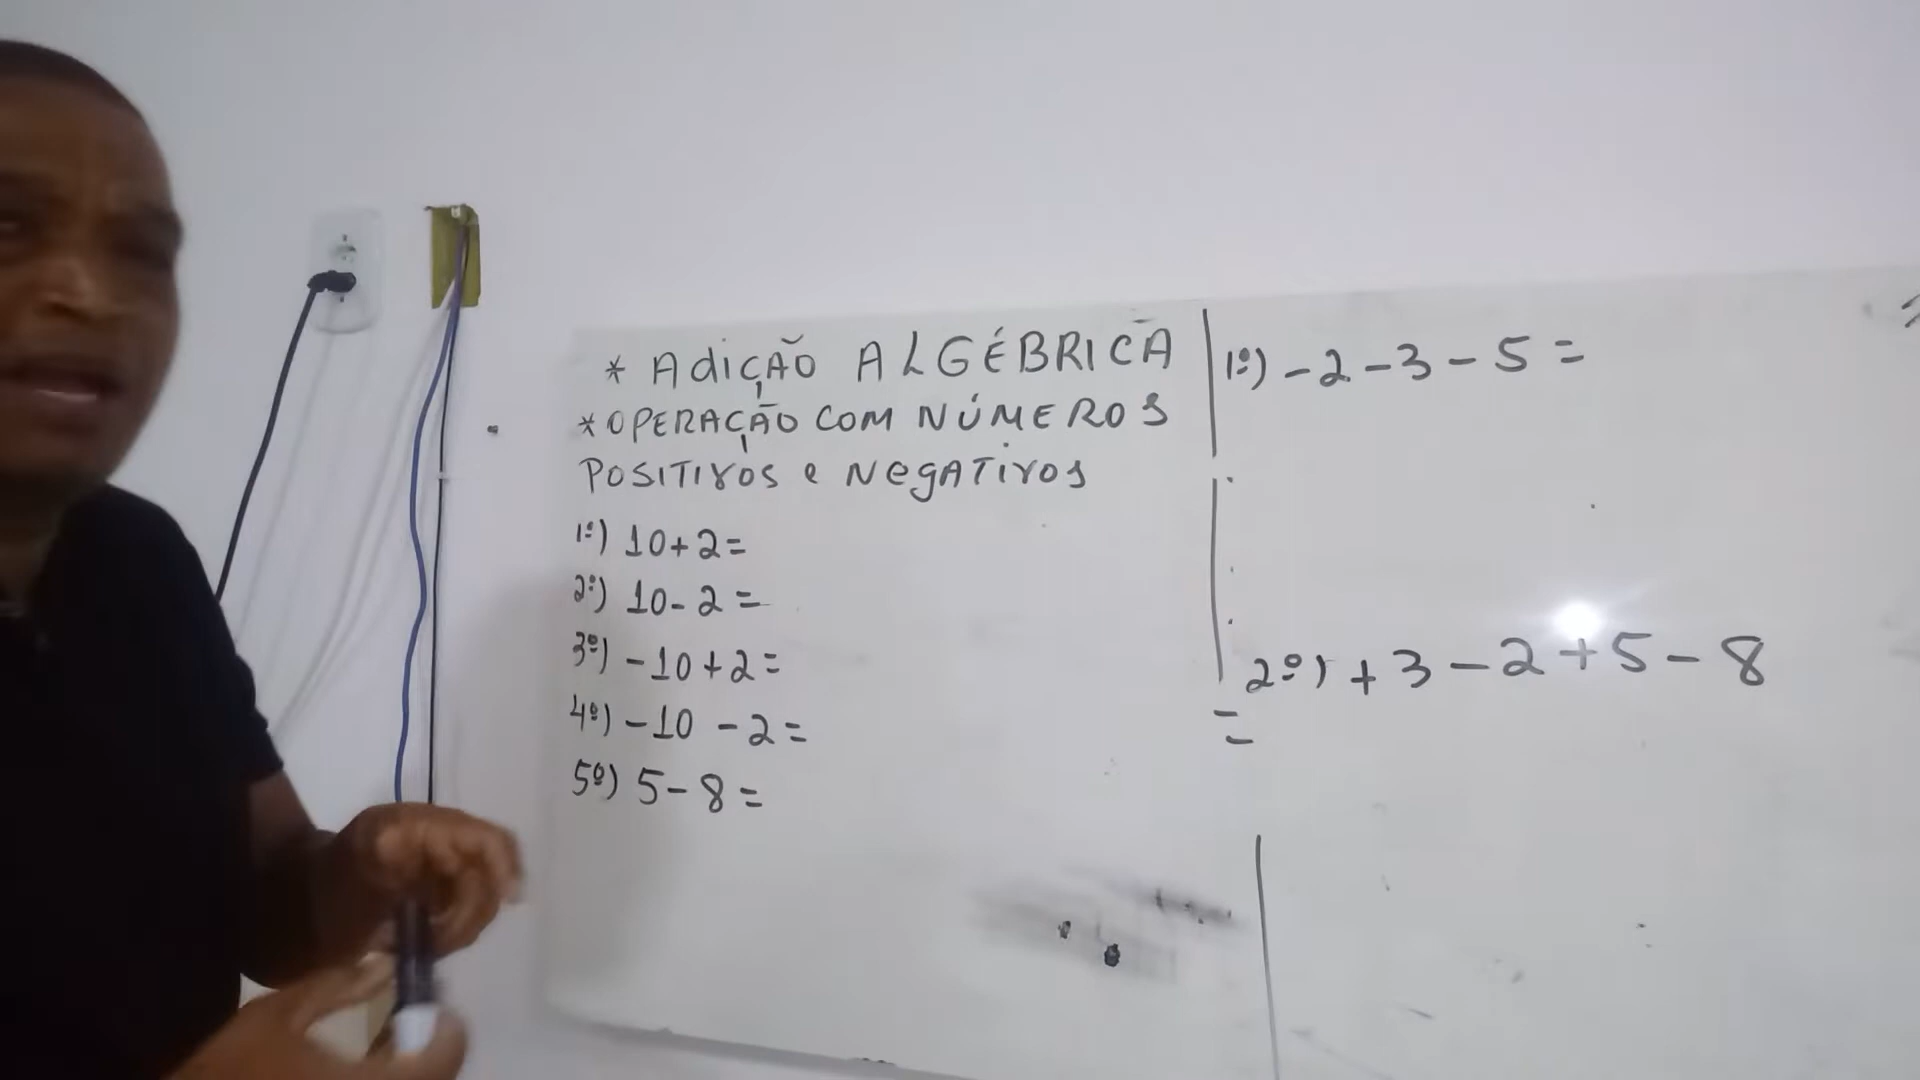 * Adição ALGÉBRICA
* OPERAÇÃO COM NÚMEROS
POSITIVOS e NegATivos
1º) 10+2=
2º) 10-2=
3º) -10+2=
4º) -10 -2=
5º) 5-8=
1º) -2-3-5=
2º) +3-2+5-8
=